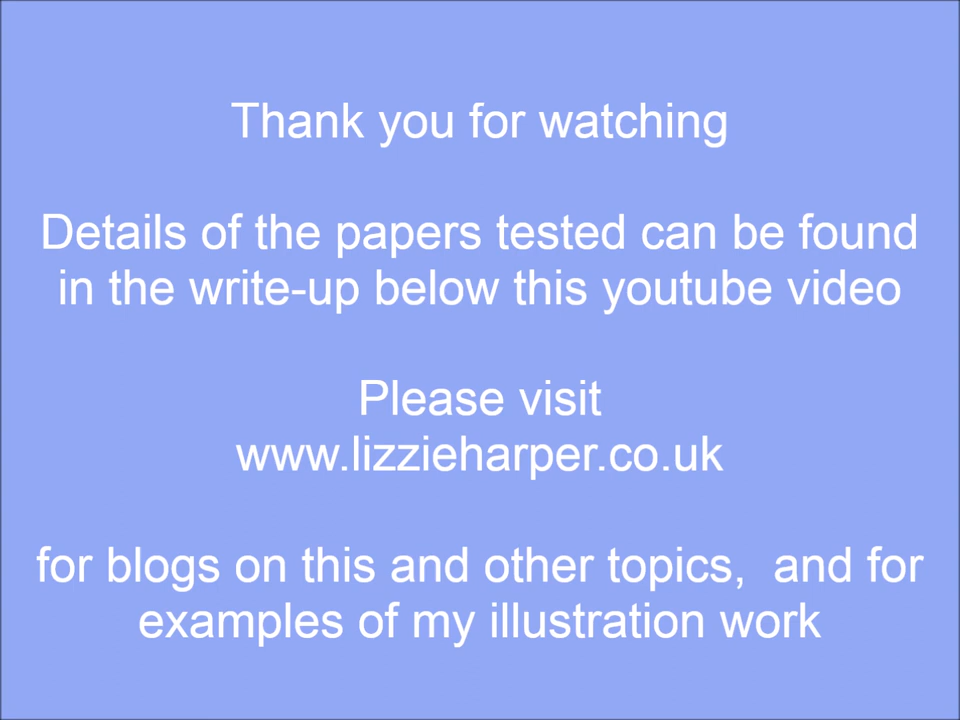 Thank you for watching
Details of the papers tested can be found
in the write-up below this youtube video
Please visit
www.lizzieharper.co.uk
for blogs on this and other topics,  and for
examples of my illustration work